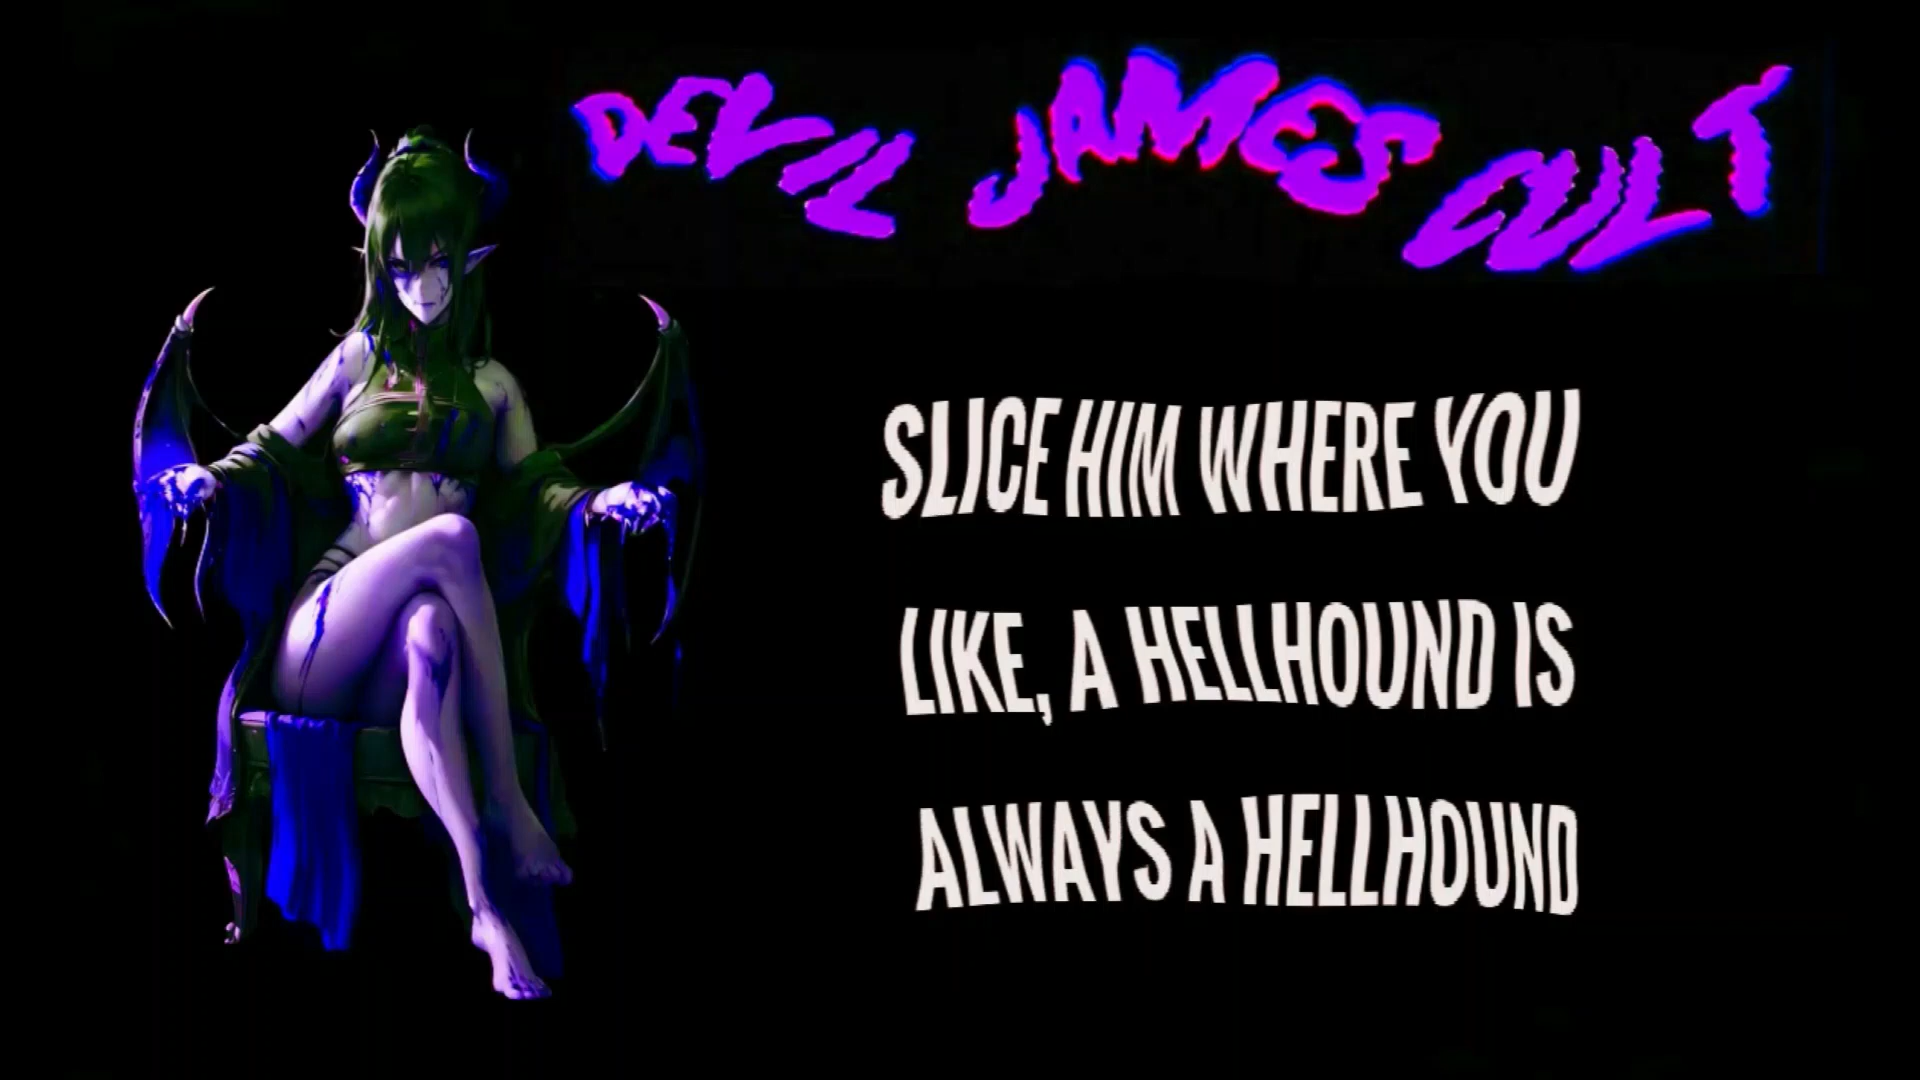 DEVIL JAMES CULT
SLICE HIM WHERE YOU
LIKE, A HELLHOUND IS
ALWAYS A HELLHOUND